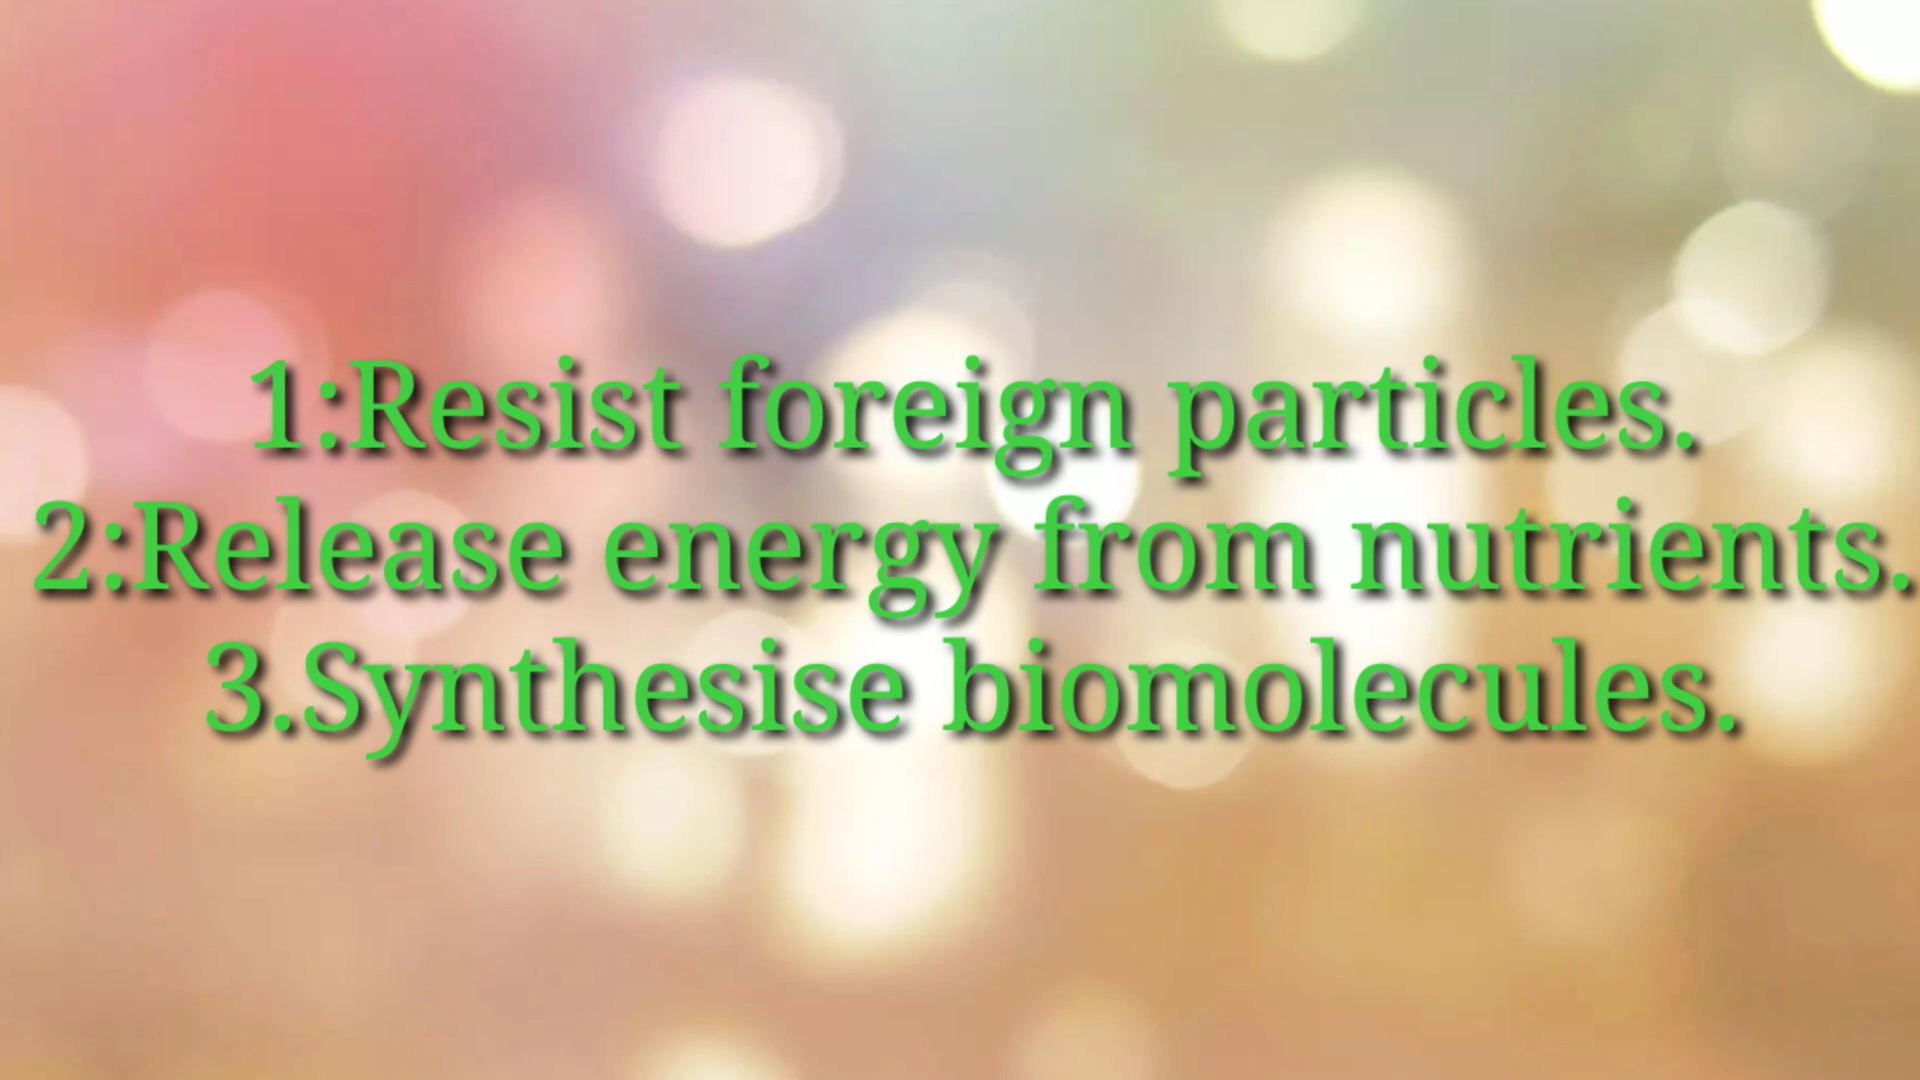 1:Resist foreign particles.
2:Release energy from nutrients.
3.Synthesise biomolecules.